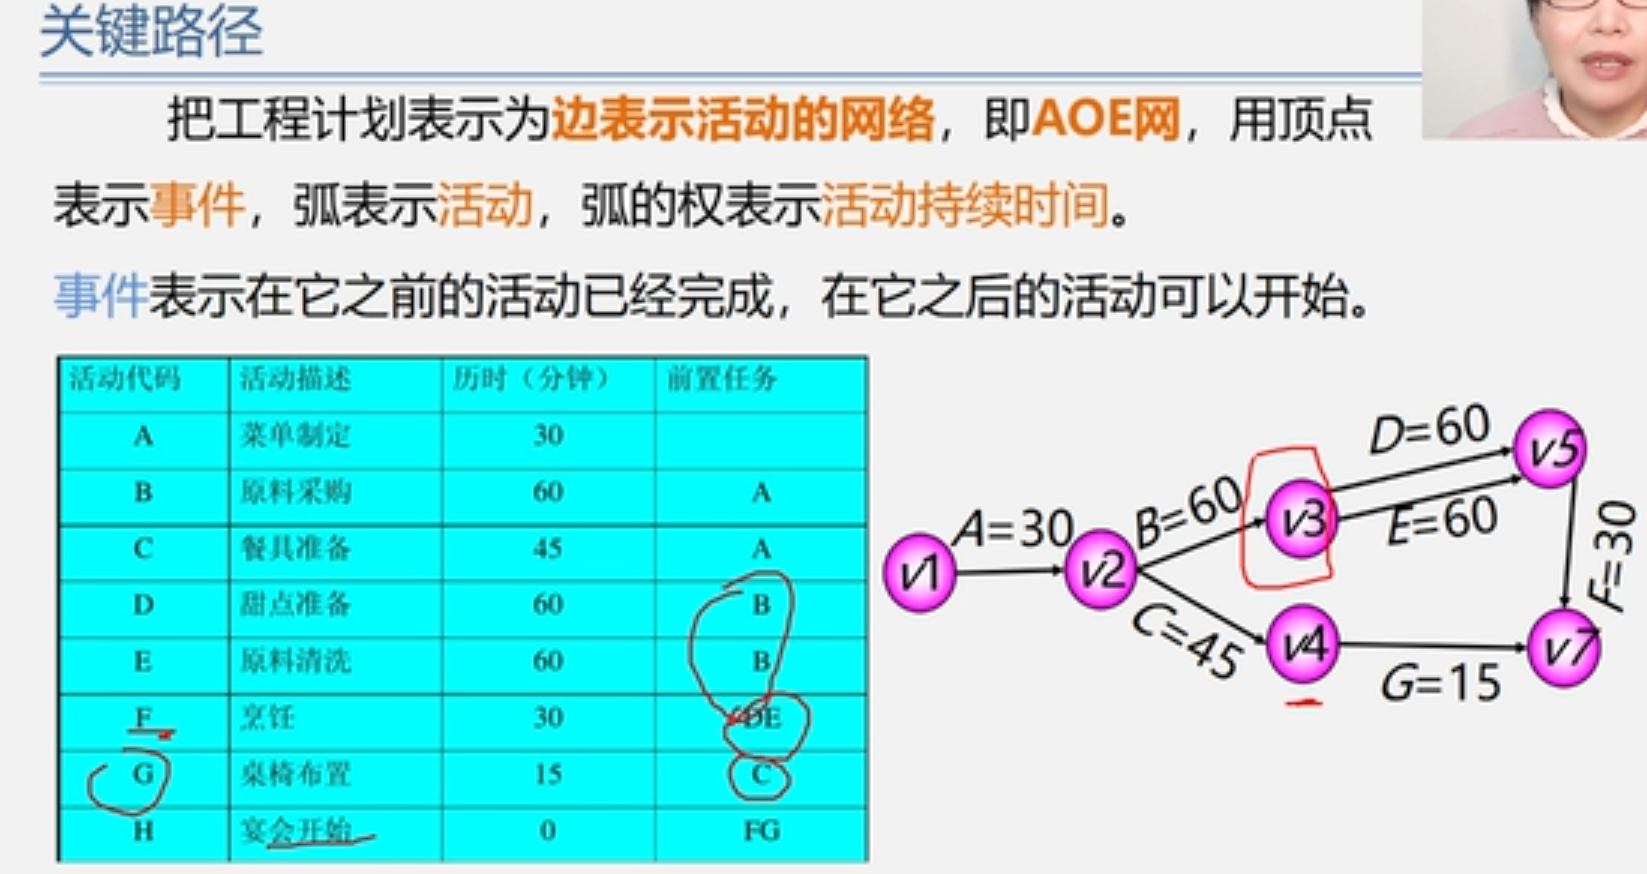 关键路径
把工程计划表示为边表示活动的网络，即AOE网，用顶点
表示事件，弧表示活动，弧的权表示活动持续时间。
事件表示在它之前的活动已经完成，在它之后的活动可以开始。
活动代码 活动描述 历时（分钟） 前置任务
A 菜单制定 30
B 原料采购 60 A
C 餐具准备 45 A
D 甜点准备 60 B
E 原料清洗 60 B
F 烹饪 30 DE
G 桌椅布置 15 C
H 宴会开始 0 FG
v1
A=30
v2
B=60
C=45
v3
v4
D=60
E=60
G=15
v5
F=30
v7